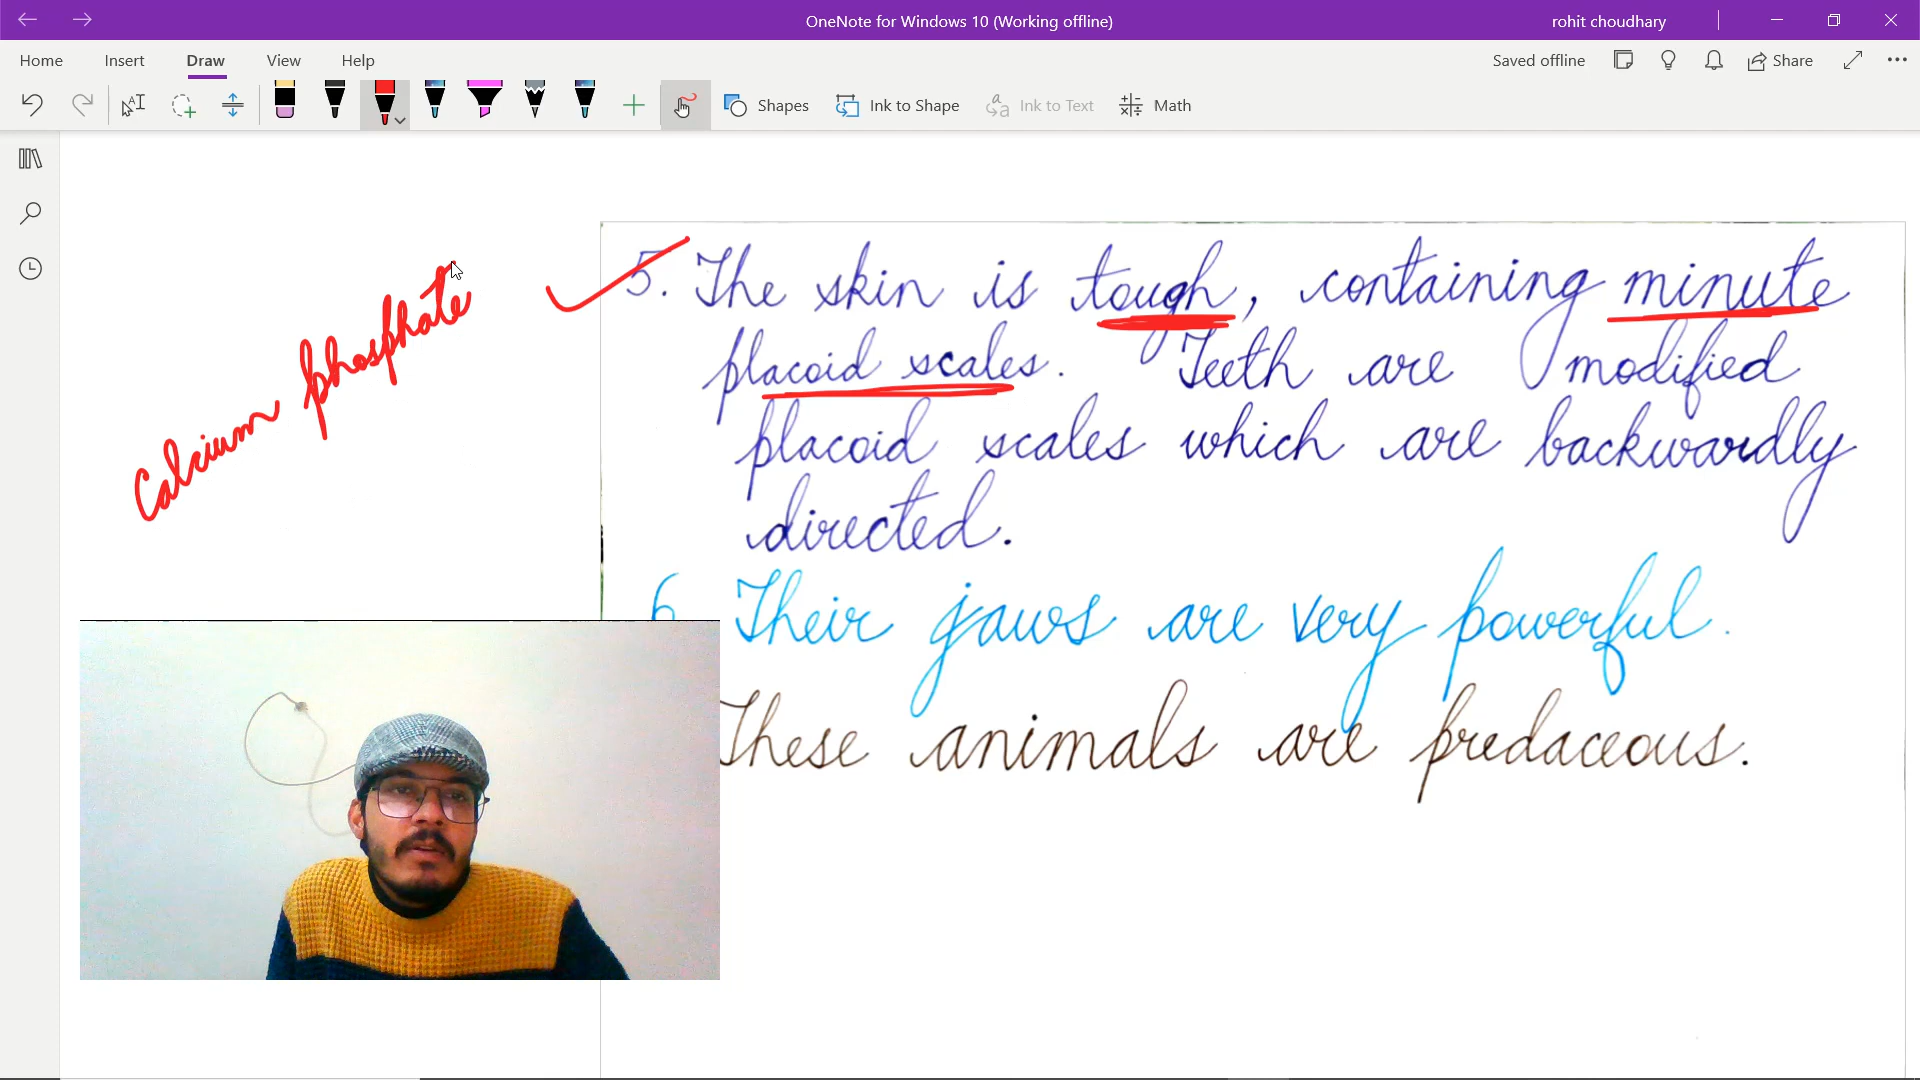 OneNote for Windows 10 (Working offline)
rohit choudhary
Home Insert Draw View Help
Saved offline Share
Shapes Ink to Shape Ink to Text Math
5. The skin is tough, containing minute
placoid scales. Teeth are modified
placoid scales which are backwardly
directed.
6 Their jaws are very powerful.
These animals are predaceous.
Calcium phosphate